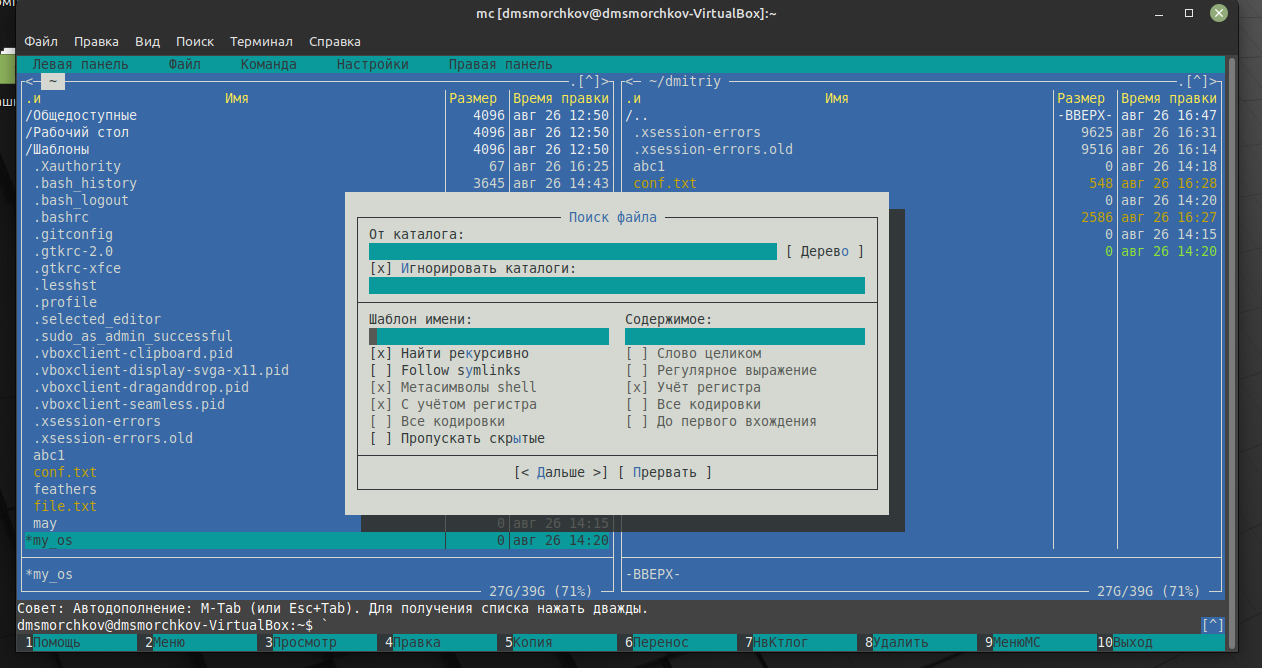 mc [dmsmorchkov@dmsmorchkov-VirtualBox]:~
Файл Правка Вид Поиск Терминал Справка
Левая панель Файл Команда Настройки Правая панель
<─ ~ ─.[^]> <─ ~/dmitriy ─.[^]>
.и Имя Размер Время правки .и Имя Размер Время правки
/Общедоступные 4096 авг 26 12:50 /.. -ВВЕРХ- авг 26 16:47
/Рабочий стол 4096 авг 26 12:50 .xsession-errors 9625 авг 26 16:31
/Шаблоны 4096 авг 26 12:50 .xsession-errors.old 9516 авг 26 16:14
.Xauthority 67 авг 26 16:25 abc1 0 авг 26 14:18
.bash_history 3645 авг 26 14:43 conf.txt 548 авг 26 16:28
.bash_logout 0 авг 26 14:20
.bashrc Поиск файла 2586 авг 26 16:27
.gitconfig От каталога: 0 авг 26 14:15
.gtkrc-2.0 [ Дерево ] 0 авг 26 14:20
.gtkrc-xfce [x] Игнорировать каталоги:
.lesshst
.profile
.selected_editor Шаблон имени: Содержимое:
.sudo_as_admin_successful
.vboxclient-clipboard.pid [x] Найти рекурсивно [ ] Слово целиком
.vboxclient-display-svga-x11.pid [ ] Follow symlinks [ ] Регулярное выражение
.vboxclient-draganddrop.pid [x] Метасимволы shell [x] Учёт регистра
.vboxclient-seamless.pid [x] С учётом регистра [ ] Все кодировки
.xsession-errors [ ] Все кодировки [ ] До первого вхождения
.xsession-errors.old [ ] Пропускать скрытые
abc1
conf.txt [< Дальше >] [ Прервать ]
feathers
file.txt
may 0 авг 26 14:15
*my_os 0 авг 26 14:20
*my_os -ВВЕРХ-
27G/39G (71%) 27G/39G (71%)
Совет: Автодополнение: M-Tab (или Esc+Tab). Для получения списка нажать дважды.
dmsmorchkov@dmsmorchkov-VirtualBox:~$ ` [^]
1Помощь 2Меню 3Просмотр 4Правка 5Копия 6Перенос 7НвКтлог 8Удалить 9МенюMC 10Выход